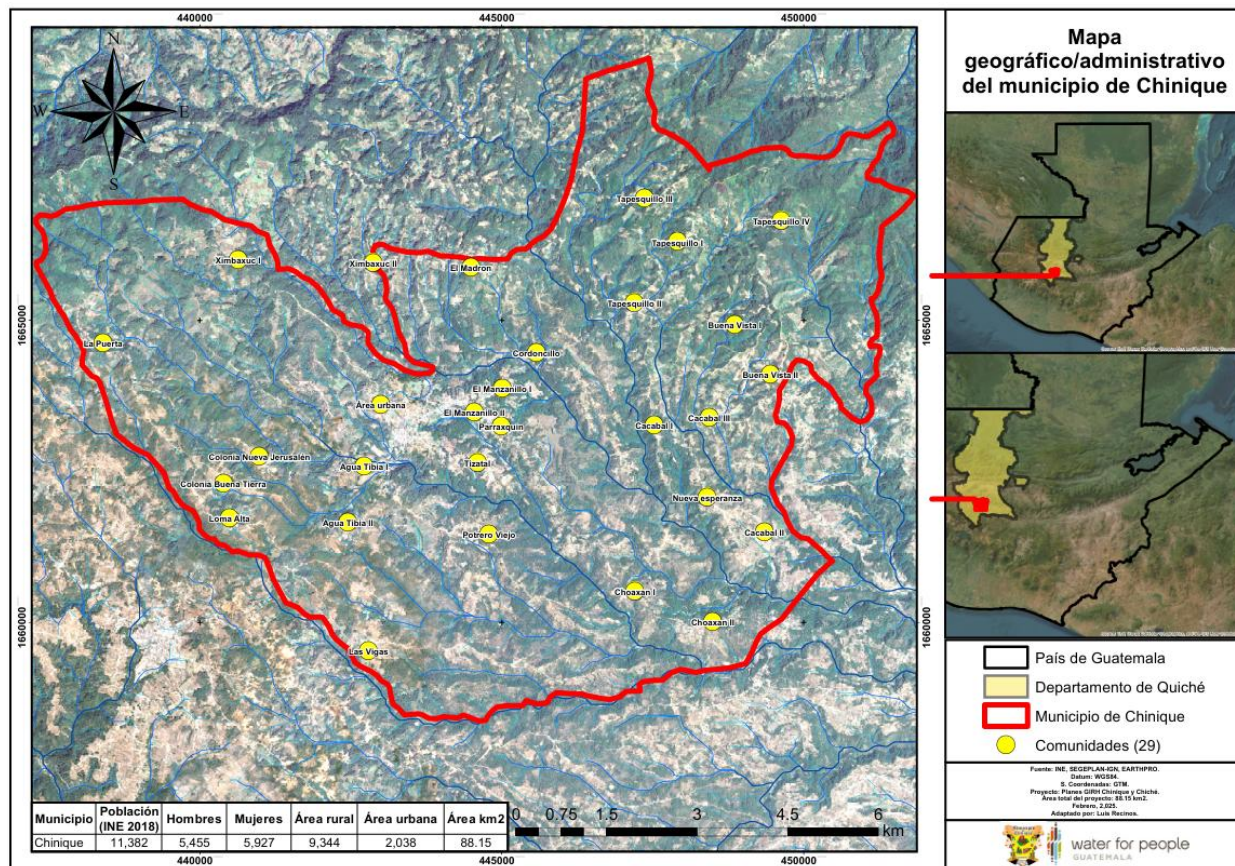 Mapa
geográfico/administrativo
del municipio de Chinique
440000
445000
450000
N
W
E
S
1665000
1665000
1660000
1660000
Tapesquillo III
Tapesquillo IV
Tapesquillo I
Ximbaxuc I
Ximbaxuc II
El Madron
Tapesquillo II
Buena Vista I
La Puerta
Cordoncillo
Buena Vista II
El Manzanillo I
Área urbana
El Manzanillo II
Cacabal III
Parraxquin
Cacabal I
Colonia Nueva Jerusalén
Agua Tibia I
Tizatal
Colonia Buena Tierra
Nueva esperanza
Loma Alta
Agua Tibia II
Potrero Viejo
Cacabal II
Choaxan I
Choaxan II
Las Vigas
Municipio Población (INE 2018) Hombres Mujeres Área rural Área urbana Área km2
Chinique 11,382 5,455 5,927 9,344 2,038 88.15
0 0.75 1.5 3 4.5 6
km
440000
445000
450000
País de Guatemala
Departamento de Quiché
Municipio de Chinique
Comunidades (29)
Fuente: INE, SEGEPLAN-IGN, EARTHPRO.
Datum: WGS84.
S. Coordenadas: GTM.
Proyecto: Planes GIRH Chinique y Chiché.
Área total del proyecto: 88.15 km2.
Febrero, 2,025.
Adaptado por: Luis Recinos.
water for people
GUATEMALA